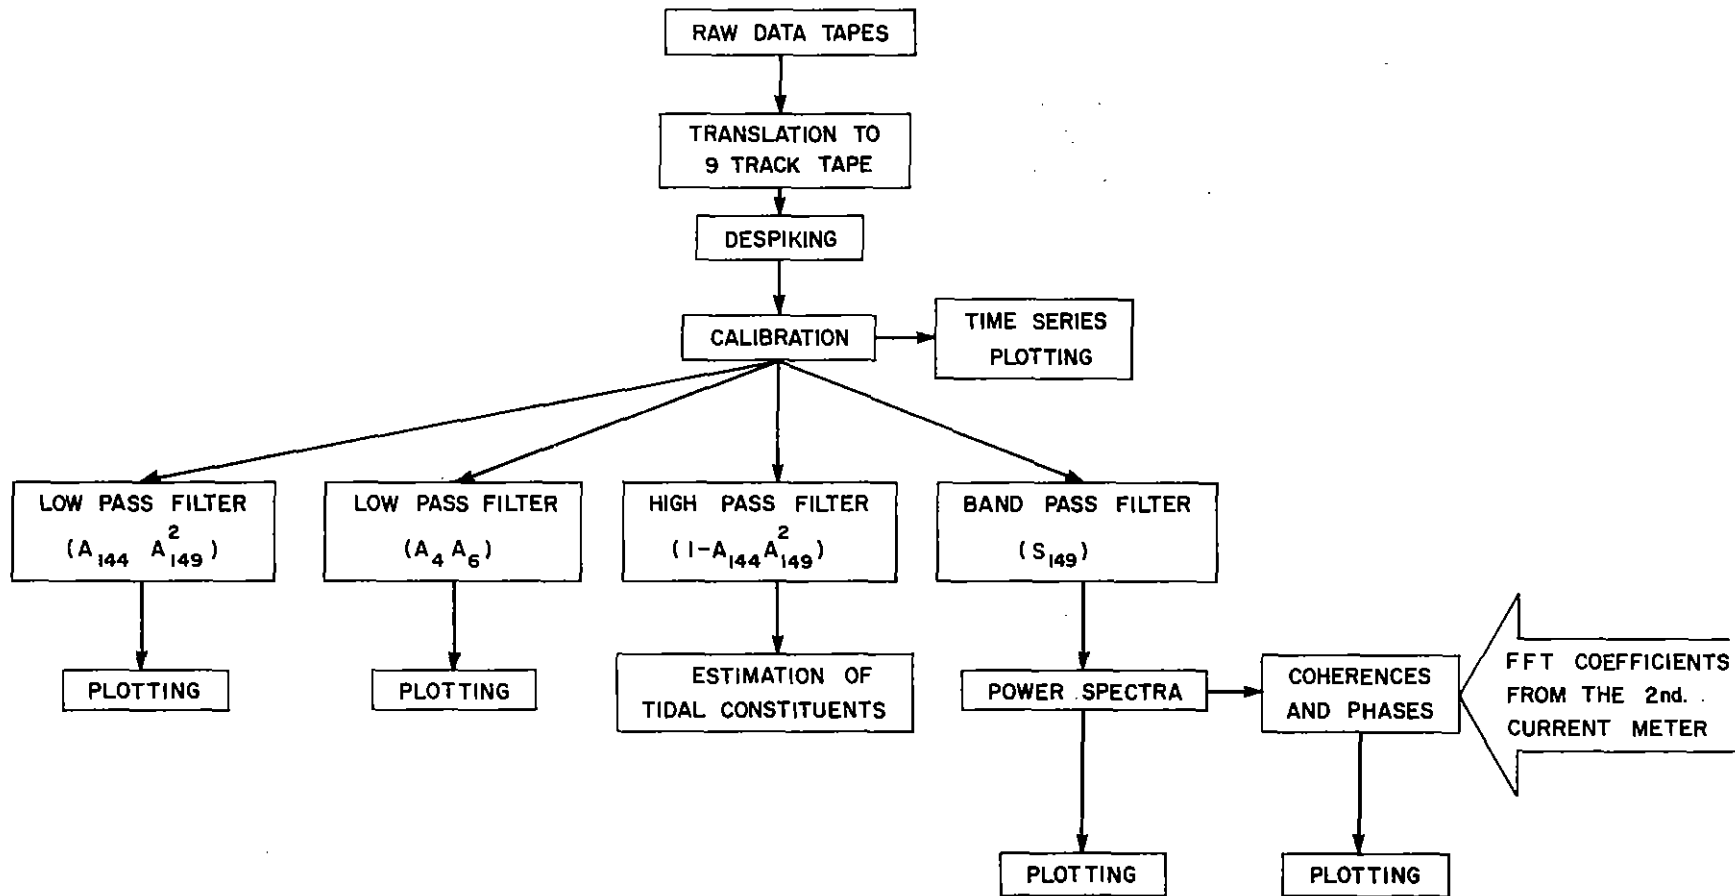 RAW DATA TAPES
TRANSLATION TO
9 TRACK TAPE
DESPIKING
CALIBRATION
TIME SERIES
PLOTTING
LOW PASS FILTER
(A₁₄₄ A²₁₄₉)
LOW PASS FILTER
(A₄ A₆)
HIGH PASS FILTER
(1-A₁₄₄A²₁₄₉)
BAND PASS FILTER
(S₁₄₉)
PLOTTING
PLOTTING
ESTIMATION OF
TIDAL CONSTITUENTS
POWER SPECTRA
COHERENCES
AND PHASES
FFT COEFFICIENTS
FROM THE 2nd.
CURRENT METER
PLOTTING
PLOTTING